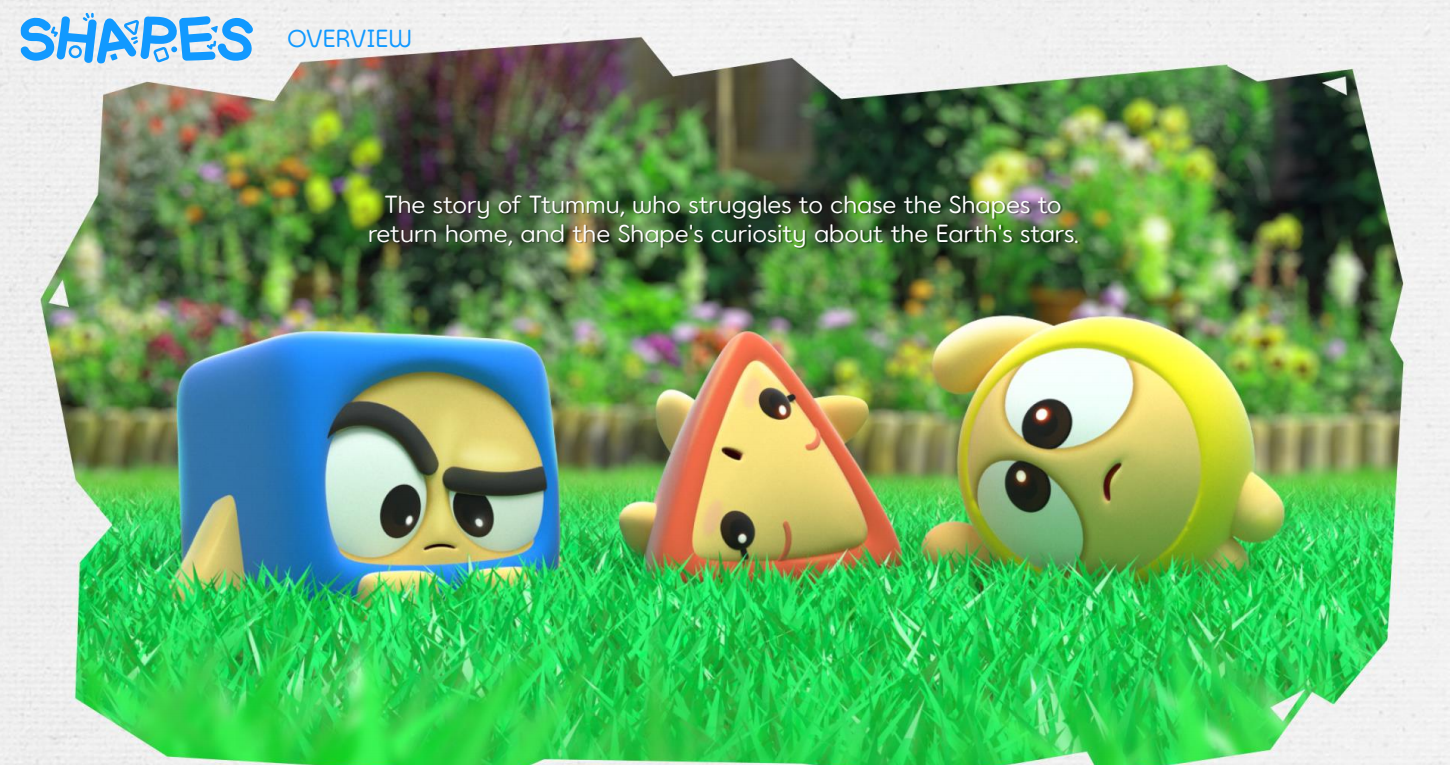 SHAPES OVERVIEW
The story of Ttummu, who struggles to chase the Shapes to
return home, and the Shape's curiosity about the Earth's stars.